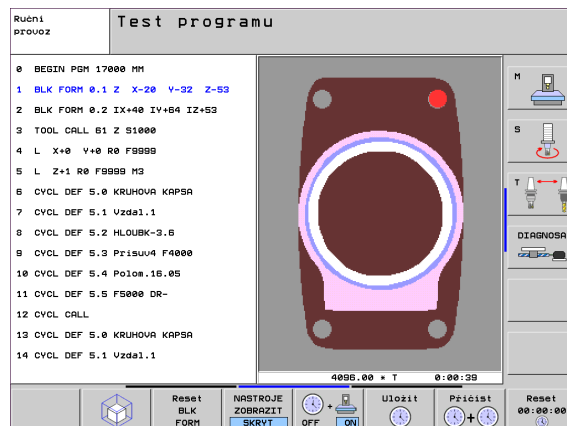 Ruční
provoz
Test programu
0 BEGIN PGM 17000 MM
1 BLK FORM 0.1 Z X-20 Y-32 Z-53
2 BLK FORM 0.2 IX+40 IY+64 IZ+53
3 TOOL CALL 61 Z S1000
4 L X+0 Y+0 R0 F9999
5 L Z+1 R0 F9999 M3
6 CYCL DEF 5.0 KRUHOVA KAPSA
7 CYCL DEF 5.1 Vzdal.1
8 CYCL DEF 5.2 HLOUBK-3.6
9 CYCL DEF 5.3 Prisuv4 F4000
10 CYCL DEF 5.4 Polom.16.05
11 CYCL DEF 5.5 F5000 DR-
12 CYCL CALL
13 CYCL DEF 5.0 KRUHOVA KAPSA
14 CYCL DEF 5.1 Vzdal.1
4096.00 * T 0:00:39
M
S
T
DIAGNOSA
Reset
BLK
FORM
NASTROJE
ZOBRAZIT
SKRÝT
+
OFF ON
Uložit
Přičíst
+
Reset
00:00:00